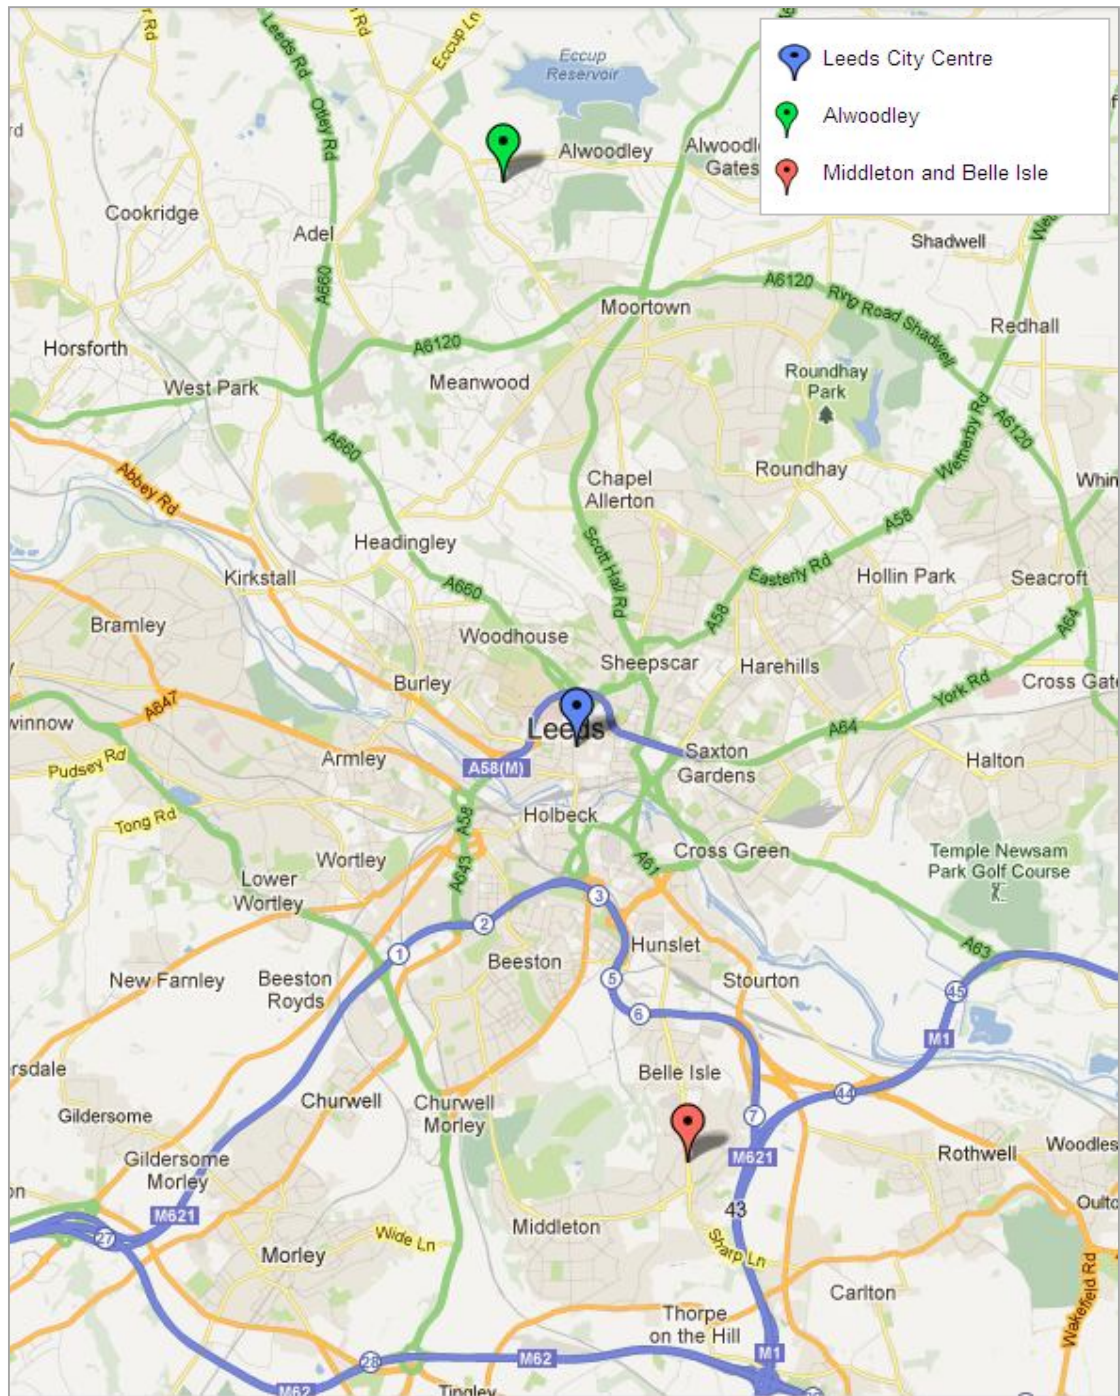 Leeds City Centre
Alwoodley
Middleton and Belle Isle
Leeds Rd
Eccup Ln
Eccup
Reservoir
Otley Rd
Alwoodley
Gates
Cookridge
Adel
Shadwell
A660
Moortown
A6120
Ring Road Shadwell
Redhall
Horsforth
A6120
Meanwood
Roundhay
Park
West Park
Wetherby Rd
A6120
A660
Abbey Rd
Chapel
Allerton
Roundhay
Headingley
Scott Hall Rd
A58
Easterly Rd
Kirkstall
A660
Hollin Park
Seacroft
Bramley
A58
A64
Woodhouse
Sheepscar
Harehills
Burley
York Rd
Cross Gate
A647
Leeds
A64
winnow
Armley
A58(M)
Saxton
Gardens
Halton
Pudsey Rd
Tong Rd
Holbeck
A58
Wortley
A643
A61
Cross Green
Temple Newsam
Park Golf Course
Lower
Wortley
3
2
1
Hunslet
A63
Beeston
New Farnley
Beeston
Royds
5
Stourton
45
6
M1
rsdale
Belle Isle
44
Gildersome
Churwell
Churwell
Morley
7
M621
Rothwell
Woodles
Gildersome
Morley
M621
43
Middleton
27
Morley
Wide Ln
Sharp Ln
Carlton
Wakefield Rd
Thorpe
on the Hill
28
M62
M1
M62
Tingley